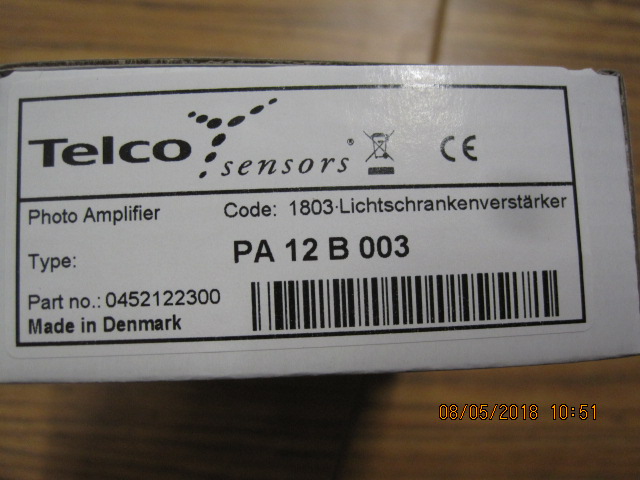 Telco sensors®
CE
Photo Amplifier Code: 1803·Lichtschrankenverstärker
Type: PA 12 B 003
Part no.: 0452122300
Made in Denmark
08/05/2018 10:51